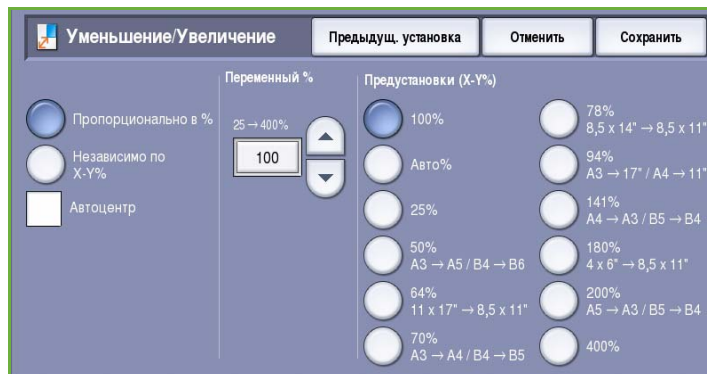 Уменьшение/Увеличение
Предыдущ. установка
Отменить
Сохранить
Пропорционально в %
Независимо по
X-Y%
Автоцентр
Переменный %
25→400%
100
Предустановки (X-Y%)
100%
Авто%
25%
50%
A3 → A5 / B4 → B6
64%
11 x 17" → 8,5 x 11"
70%
A3 → A4 / B4 → B5
78%
8,5 x 14" → 8,5 x 11"
94%
A3 → 17" / A4 → 11"
141%
A4 → A3 / B5 → B4
180%
4 x 6" → 8,5 x 11"
200%
A5 → A3 / B5 → B4
400%